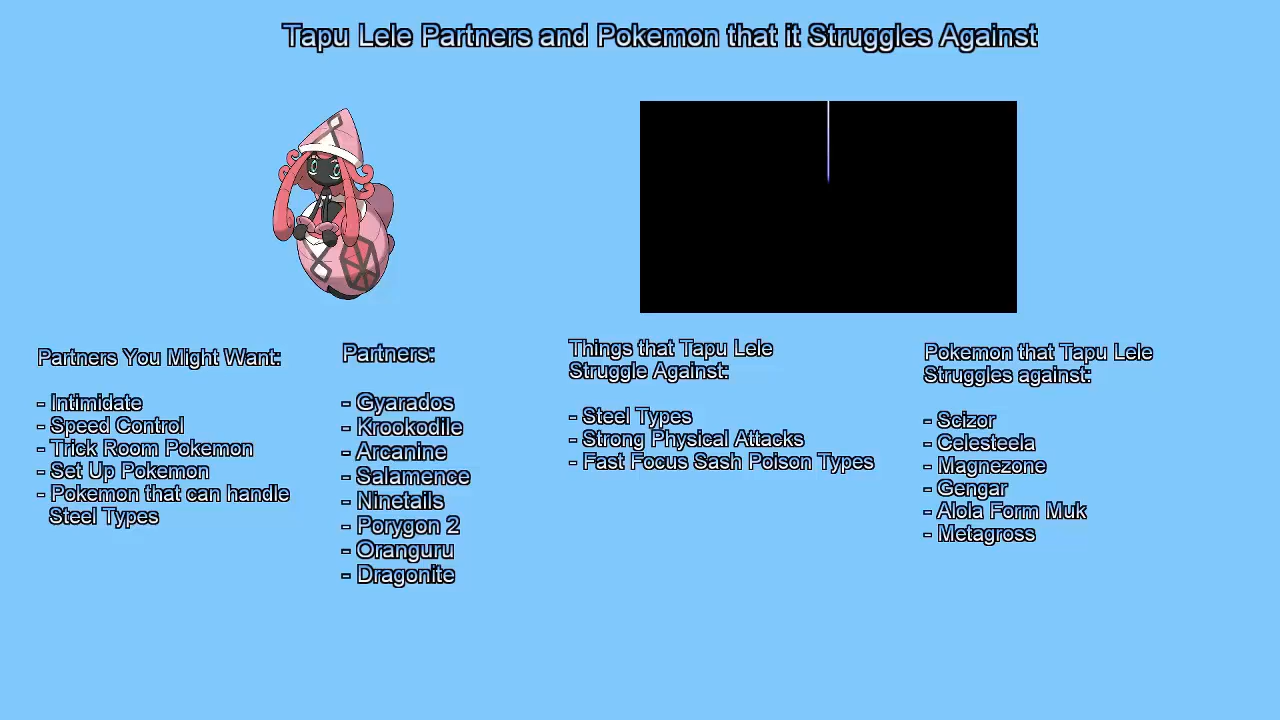 Tapu Lele Partners and Pokemon that it Struggles Against
Partners You Might Want:
- Intimidate
- Speed Control
- Trick Room Pokemon
- Set Up Pokemon
- Pokemon that can handle
Steel Types
Partners:
- Gyarados
- Krookodile
- Arcanine
- Salamence
- Ninetails
- Porygon 2
- Oranguru
- Dragonite
Things that Tapu Lele
Struggle Against:
- Steel Types
- Strong Physical Attacks
- Fast Focus Sash Poison Types
Pokemon that Tapu Lele
Struggles against:
- Scizor
- Celesteela
- Magnezone
- Gengar
- Alola Form Muk
- Metagross